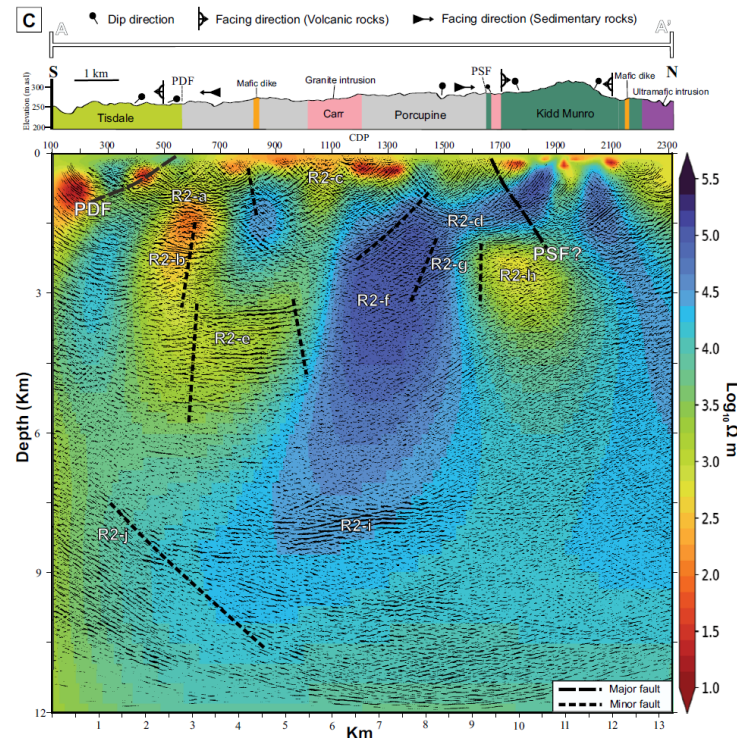 C
Dip direction
Facing direction (Volcanic rocks)
Facing direction (Sedimentary rocks)
A
A'
S
1 km
PDF
PSF
N
Elevation (m asl)
300
250
200
Tisdale
Mafic dike
Granite intrusion
Carr
Porcupine
Kidd Munro
Mafic dike
Ultramafic intrusion
CDP
100 300 500 700 900 1100 1300 1500 1700 1900 2100 2300
0
3
6
9
12
Depth (Km)
PDF
R2-a
R2-b
R2-c
R2-d
R2-e
R2-f
R2-g
R2-h
PSF?
R2-i
R2-j
Major fault
Minor fault
1 2 3 4 5 6 7 8 9 10 11 12 13
Km
5.5
5.0
4.5
4.0
3.5
3.0
2.5
2.0
1.5
1.0
Log10 Ω m